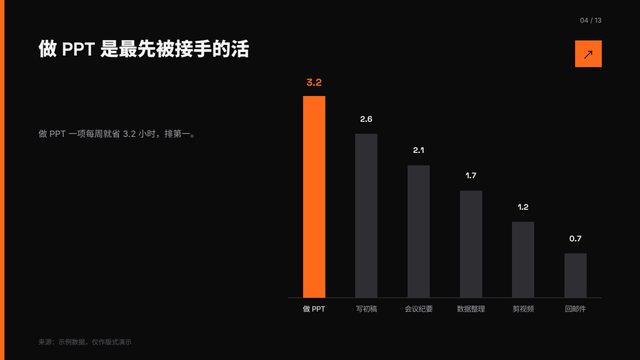 04 / 13
做 PPT 是最先被接手的活
↗
做 PPT 一项每周就省 3.2 小时，排第一。
3.2
2.6
2.1
1.7
1.2
0.7
做 PPT
写初稿
会议纪要
数据整理
剪视频
回邮件
来源：示例数据，仅作版式演示